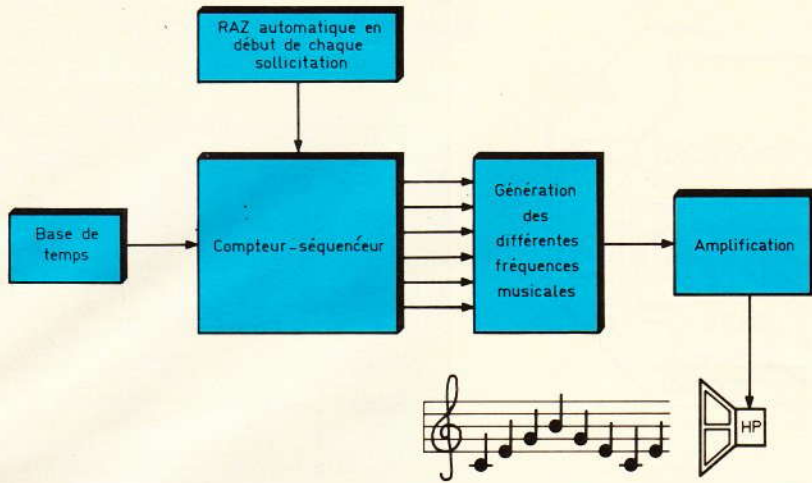 RAZ automatique en
début de chaque
sollicitation
Base de
temps
Compteur-séquenceur
Génération
des
différentes
fréquences
musicales
Amplification
HP